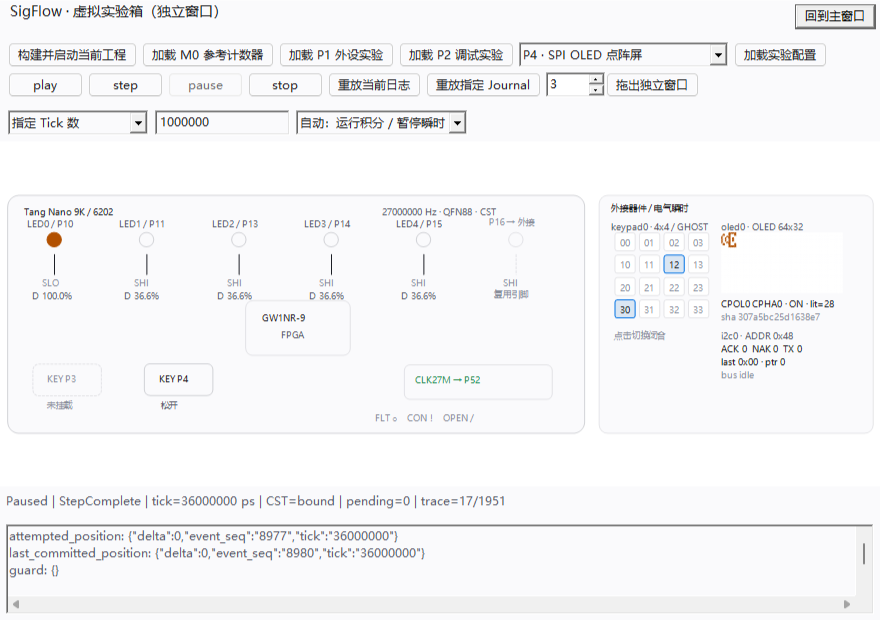 SigFlow · 虚拟实验箱（独立窗口）
回到主窗口
构建并启动当前工程 加载 M0 参考计数器 加载 P1 外设实验 加载 P2 调试实验 P4 · SPI OLED 点阵屏 加载实验配置
play step pause stop 重放当前日志 重放指定 Journal 3 拖出独立窗口
指定 Tick 数 1000000 自动：运行积分 / 暂停瞬时
Tang Nano 9K / 6202 27000000 Hz · QFN88 · CST
LED0 / P10 LED1 / P11 LED2 / P13 LED3 / P14 LED4 / P15 P16 → 外接
SLO SHI SHI SHI SHI SHI
D 100.0% D 36.6% D 36.6% D 36.6% D 36.6% 复用引脚
GW1NR-9
FPGA
KEY P3 KEY P4 CLK27M → P52
未挂载 松开
FLT o CON ! OPEN /
外接器件 / 电气瞬时
keypad0 · 4x4 / GHOST oled0 · OLED 64x32
00 01 02 03
10 11 12 13
20 21 22 23
30 31 32 33
点击切换闭合
CPOL0 CPHA0 · ON · lit=28
sha 307a5bc25d1638e7
i2c0 · ADDR 0x48
ACK 0 NAK 0 TX 0
last 0x00 · ptr 0
bus idle
Paused | StepComplete | tick=36000000 ps | CST=bound | pending=0 | trace=17/1951
attempted_position: {"delta":0,"event_seq":"8977","tick":"36000000"}
last_committed_position: {"delta":0,"event_seq":"8980","tick":"36000000"}
guard: {}